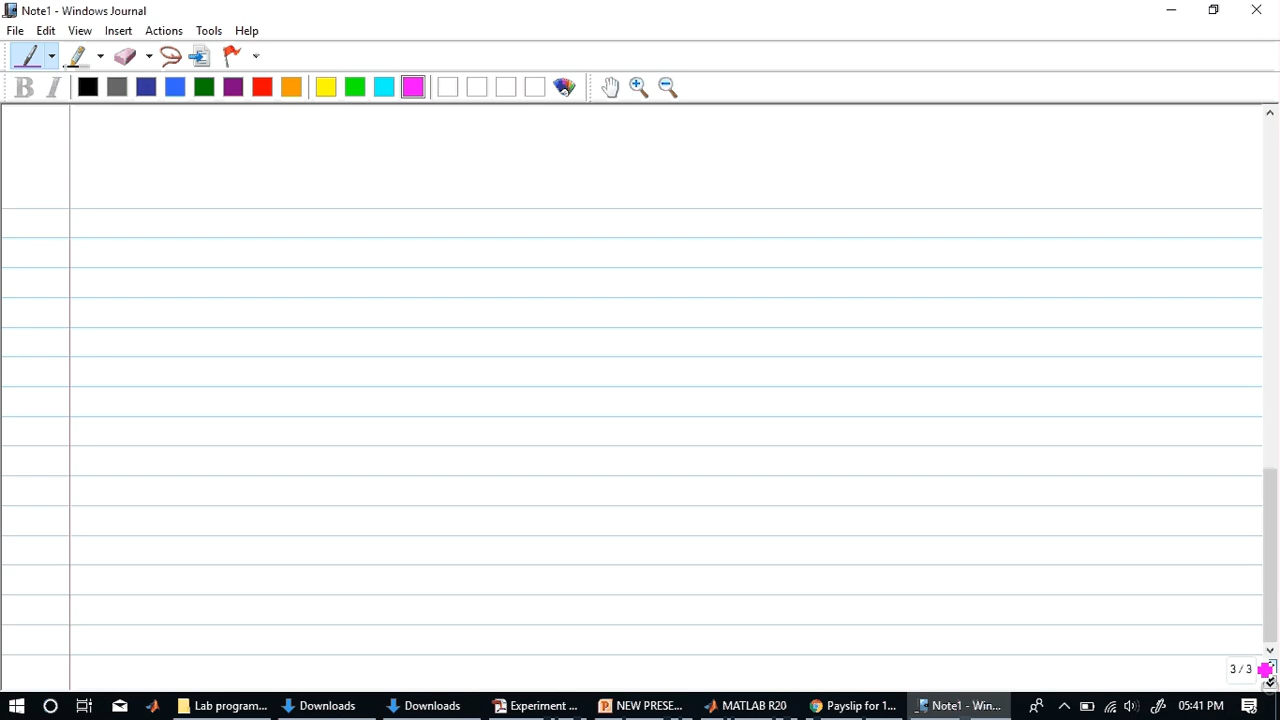 Note1 - Windows Journal
File Edit View Insert Actions Tools Help
B I
3 / 3
Lab program... Downloads Downloads Experiment ... NEW PRESE... MATLAB R20 Payslip for 1... Note1 - Win... 05:41 PM